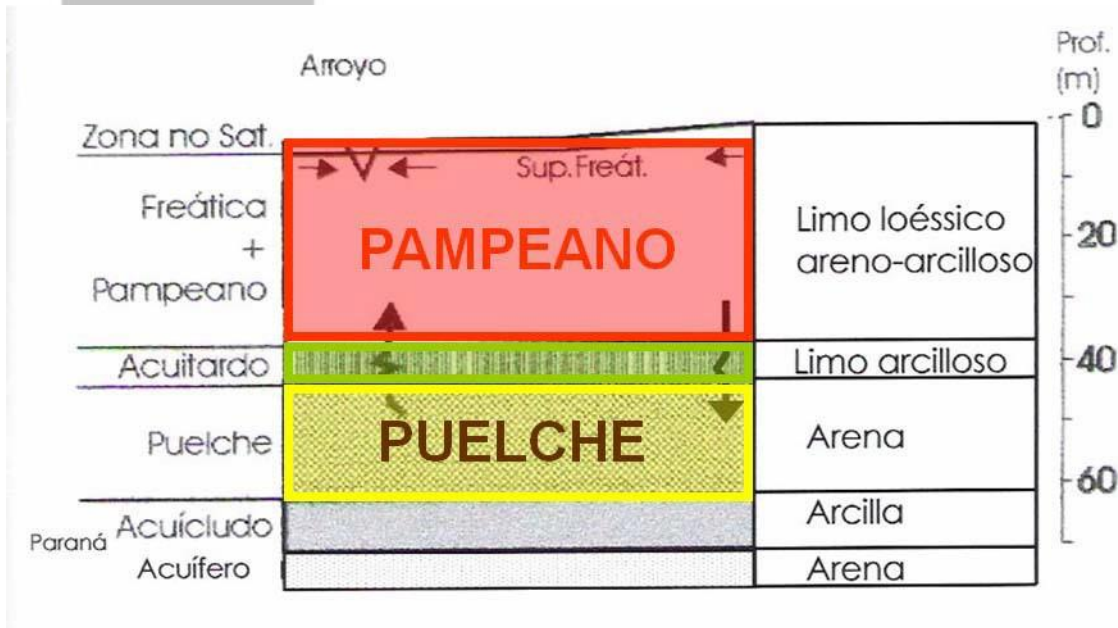 Arroyo
Prof.
(m)
0
20
40
60
Zona no Sat.
Freática
+
Pampeano
Acuitardo
Puelche
Paraná
Acuícludo
Acuífero
Sup.Freát.
PAMPEANO
PUELCHE
Limo loéssico
areno-arcilloso
Limo arcilloso
Arena
Arcilla
Arena